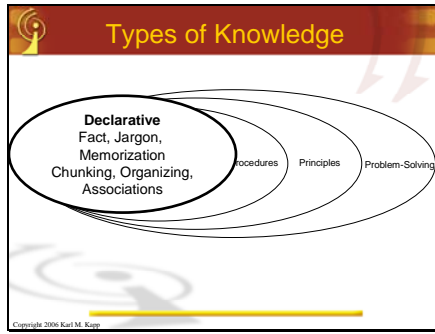 Types of Knowledge
Declarative
Fact, Jargon,
Memorization
Chunking, Organizing,
Associations
rocedures
Principles
Problem-Solving
Copyright 2006 Karl M. Kapp